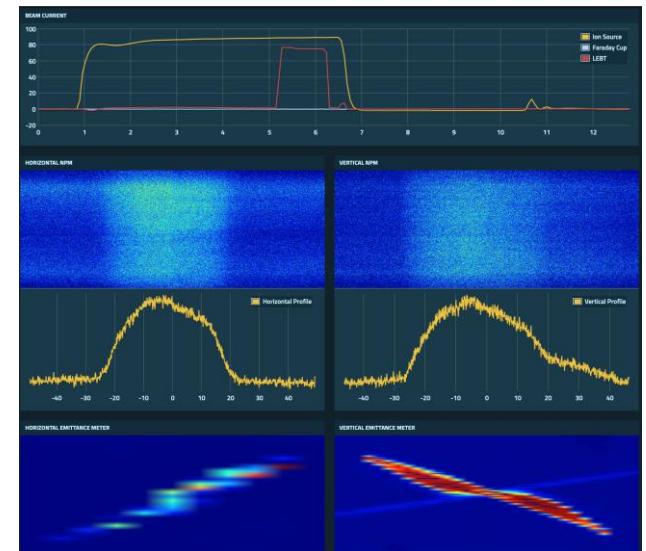 BEAM CURRENT
100
80
60
40
20
0
-20
Ion Source
Faraday Cup
LEBT
0 1 2 3 4 5 6 7 8 9 10 11 12
HORIZONTAL NPM
VERTICAL NPM
Horizontal Profile
Vertical Profile
-40 -20 -10 0 10 20 30 40
-40 -20 -10 0 10 20 30 40
HORIZONTAL EMITTANCE METER
VERTICAL EMITTANCE METER